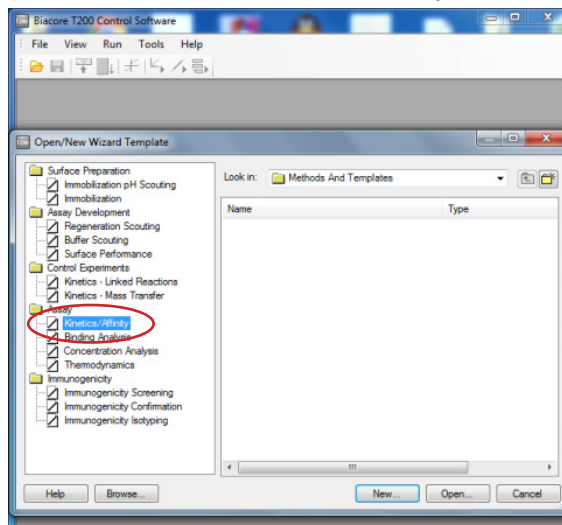 Biacore T200 Control Software
File View Run Tools Help
Open/New Wizard Template
Surface Preparation
Immobilization pH Scouting
Immobilization
Assay Development
Regeneration Scouting
Buffer Scouting
Surface Performance
Control Experiments
Kinetics - Linked Reactions
Kinetics - Mass Transfer
Assay
Kinetics/Affinity
Binding Analysis
Concentration Analysis
Thermodynamics
Immunogenicity
Immunogenicity Screening
Immunogenicity Confirmation
Immunogenicity Isotyping
Look in: Methods And Templates
Name Type
Help Browse... New... Open... Cancel